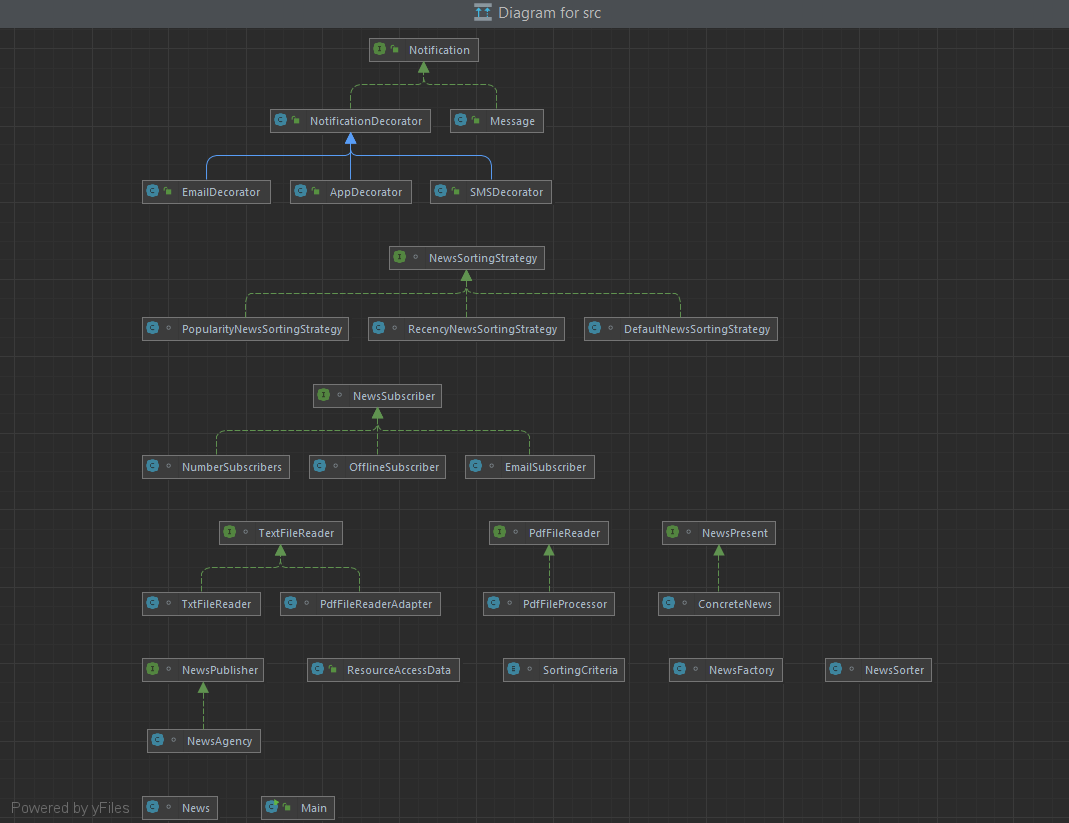 Diagram for src
Notification
NotificationDecorator Message
EmailDecorator AppDecorator SMSDecorator
NewsSortingStrategy
PopularityNewsSortingStrategy RecencyNewsSortingStrategy DefaultNewsSortingStrategy
NewsSubscriber
NumberSubscribers OfflineSubscriber EmailSubscriber
TextFileReader PdfFileReader NewsPresent
TxtFileReader PdfFileReaderAdapter PdfFileProcessor ConcreteNews
NewsPublisher ResourceAccessData SortingCriteria NewsFactory NewsSorter
NewsAgency
Powered by yFiles News Main